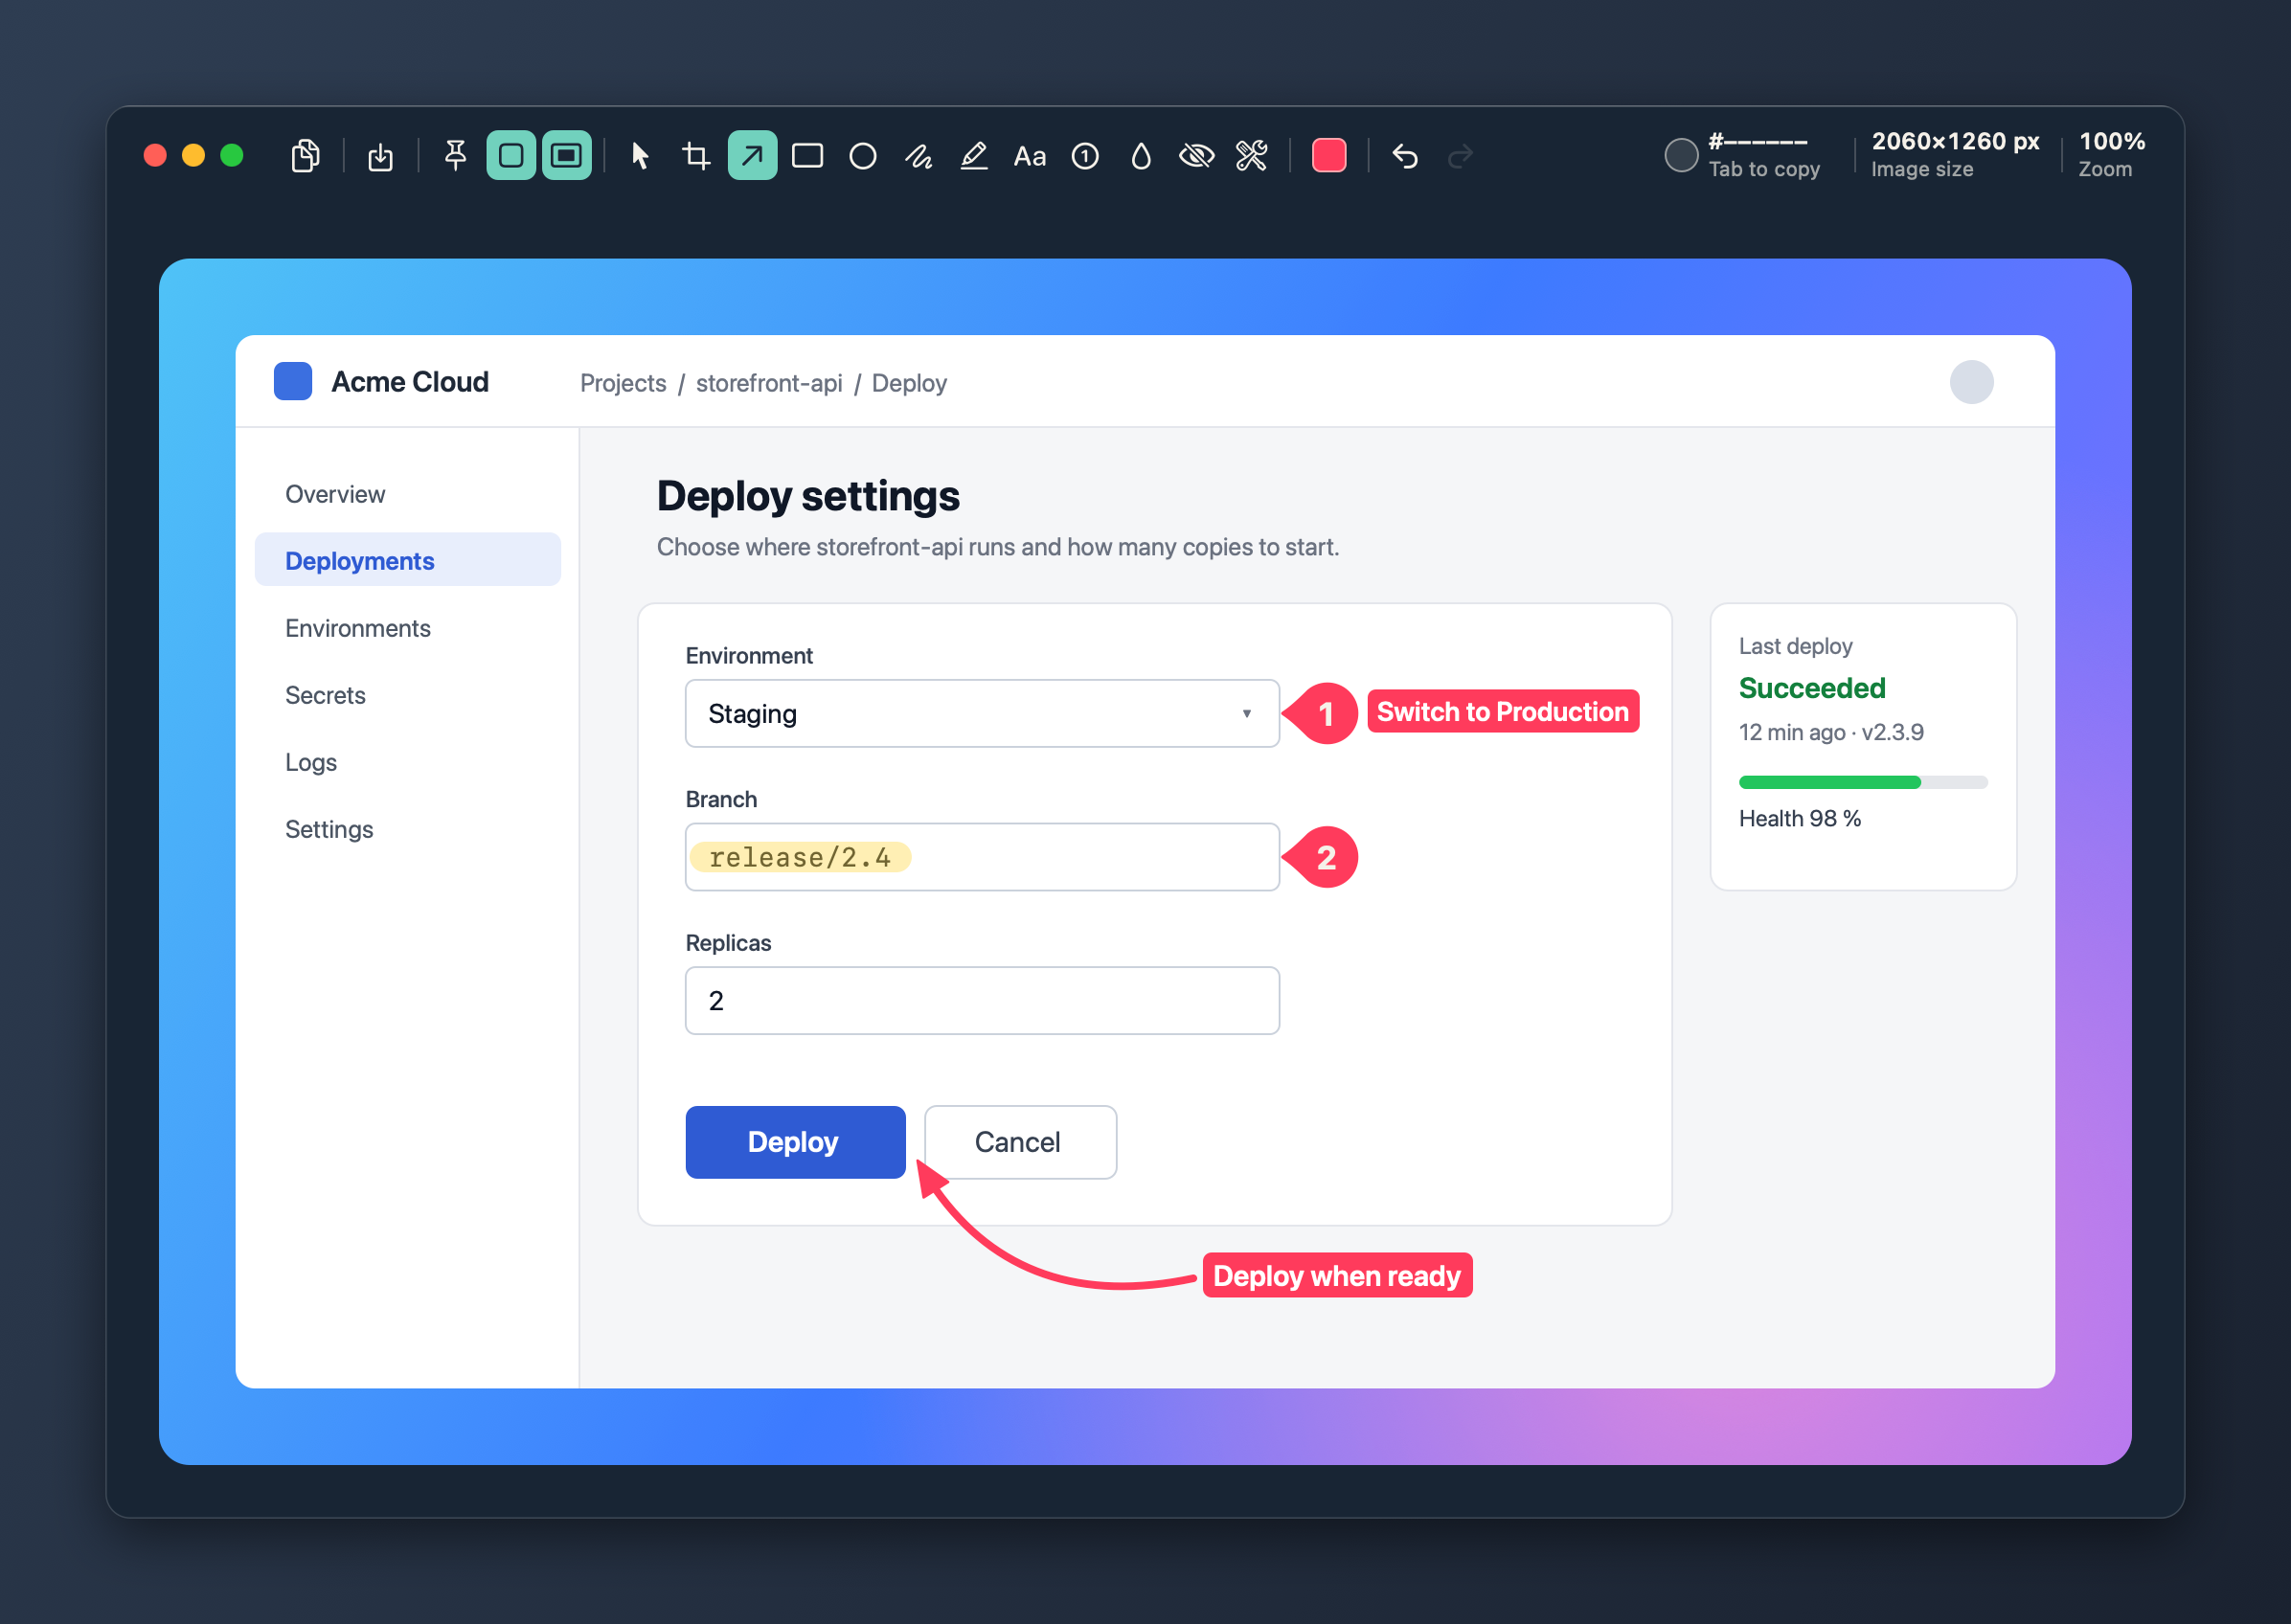 #––––––
Tab to copy
2060×1260 px
Image size
100%
Zoom
Aa
1
Acme Cloud
Projects / storefront-api / Deploy
Overview
Deployments
Environments
Secrets
Logs
Settings
Deploy settings
Choose where storefront-api runs and how many copies to start.
Environment
Staging
1
Switch to Production
Branch
release/2.4
2
Replicas
2
Deploy
Cancel
Deploy when ready
Last deploy
Succeeded
12 min ago · v2.3.9
Health 98 %